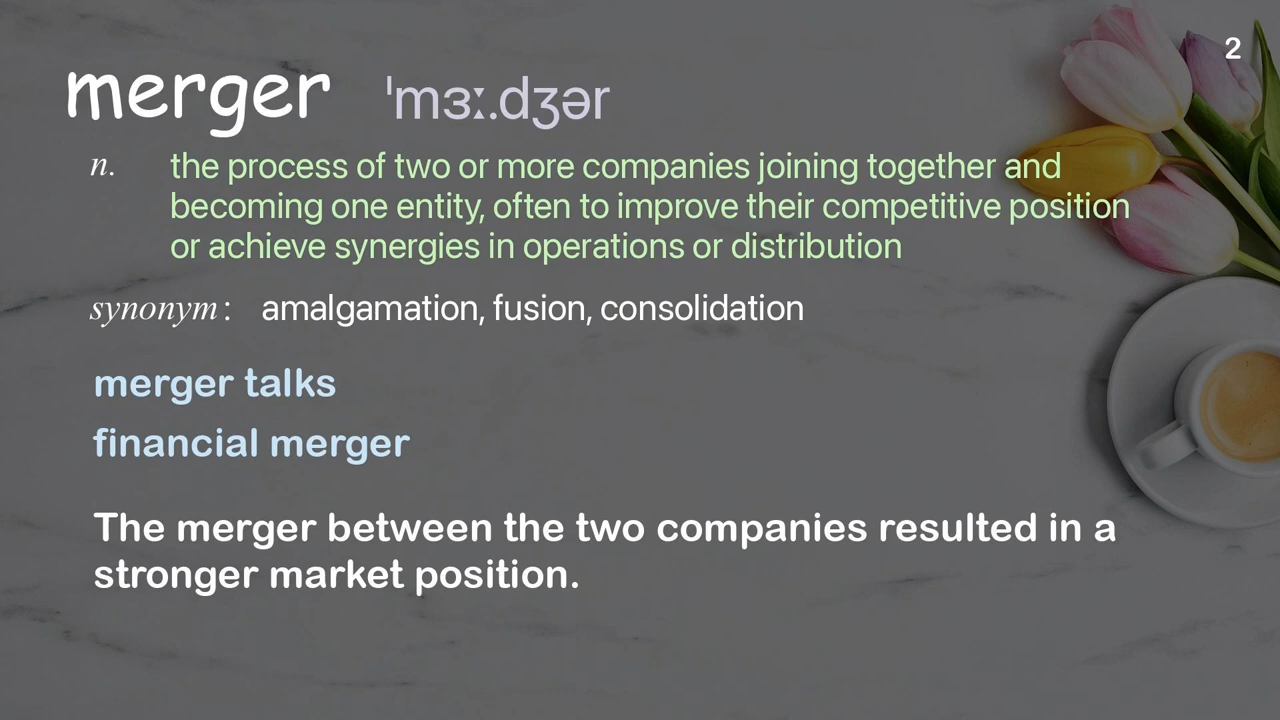 2
merger ˈmɜː.dʒər
n. the process of two or more companies joining together and
becoming one entity, often to improve their competitive position
or achieve synergies in operations or distribution
synonym: amalgamation, fusion, consolidation
merger talks
financial merger
The merger between the two companies resulted in a
stronger market position.